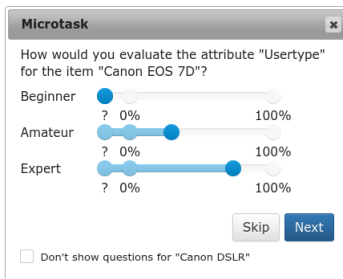 Microtask
How would you evaluate the attribute "Usertype"
for the item "Canon EOS 7D"?
Beginner
? 0% 100%
Amateur
? 0% 100%
Expert
? 0% 100%
Skip Next
Don't show questions for "Canon DSLR"